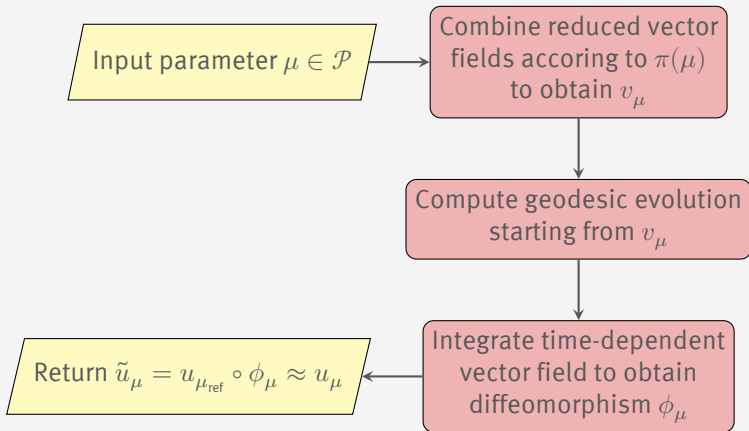 Input parameter μ ∈ 𝒫
Combine reduced vector
fields accoring to π(μ)
to obtain v_μ
Compute geodesic evolution
starting from v_μ
Integrate time-dependent
vector field to obtain
diffeomorphism ϕ_μ
Return ũ_μ = u_{μ_ref} ∘ ϕ_μ ≈ u_μ